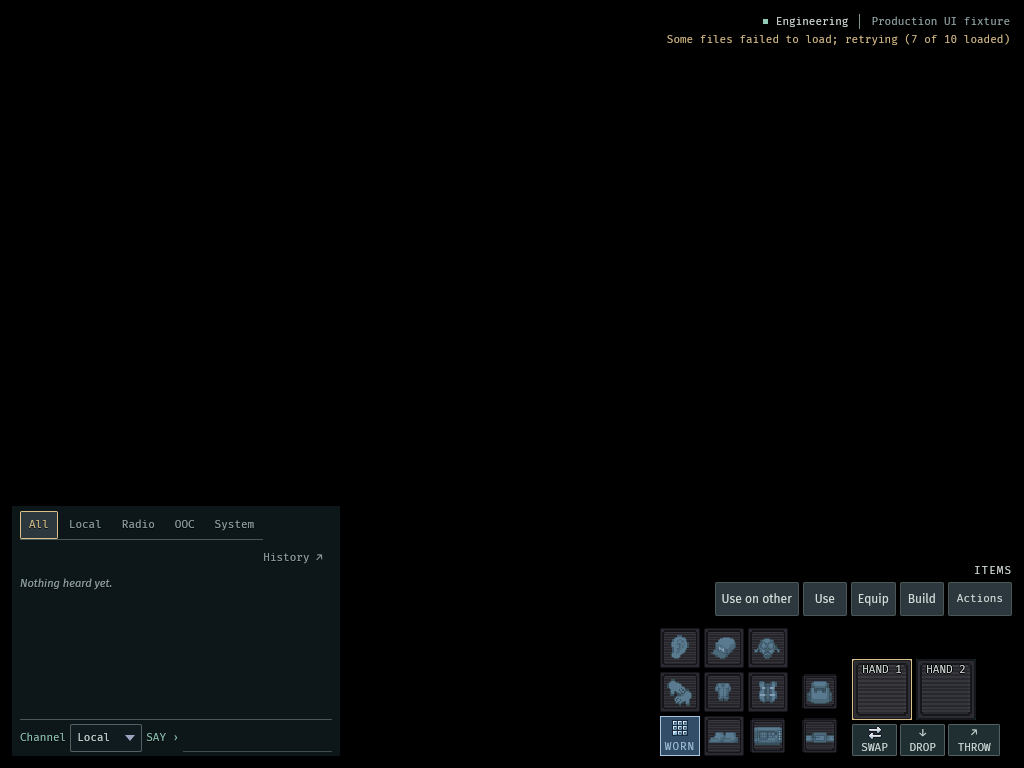 Engineering Production UI fixture
Some files failed to load; retrying (7 of 10 loaded)
All Local Radio OOC System
History ↗
Nothing heard yet.
Channel Local SAY ›
ITEMS
Use on other Use Equip Build Actions
HAND 1 HAND 2
WORN
SWAP DROP THROW